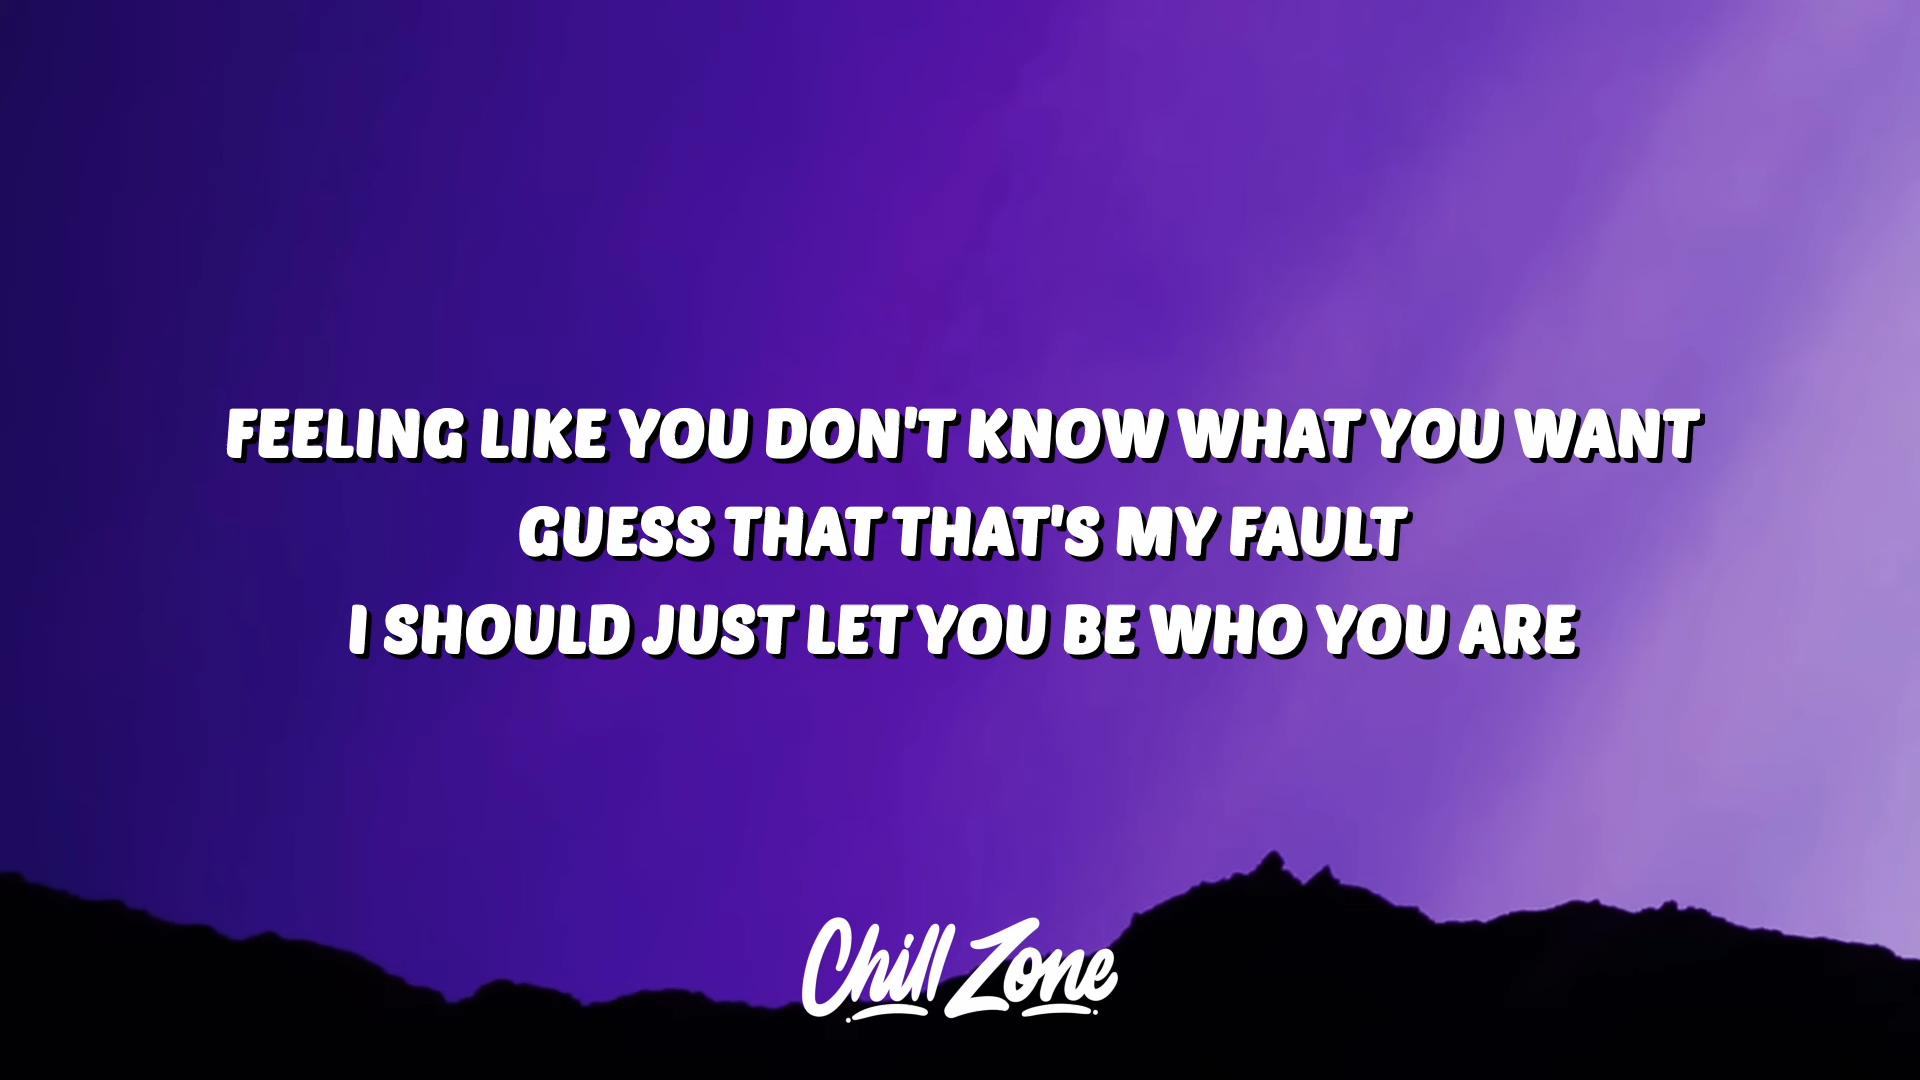 FEELING LIKE YOU DON'T KNOW WHAT YOU WANT
GUESS THAT THAT'S MY FAULT
I SHOULD JUST LET YOU BE WHO YOU ARE
Chill Zone